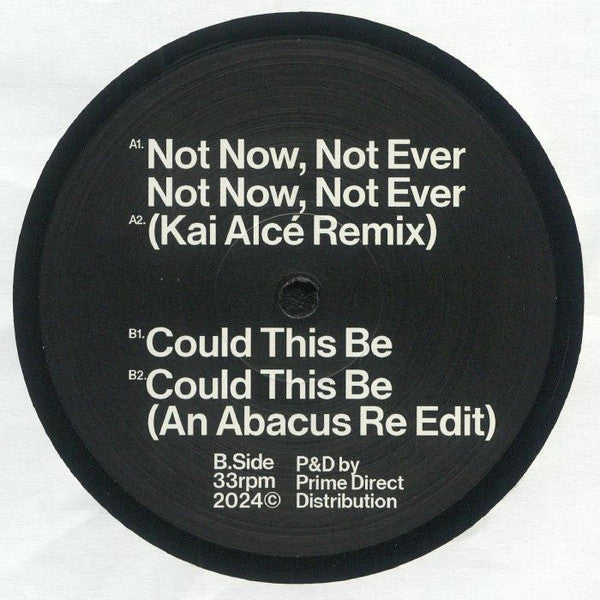 A1. Not Now, Not Ever
Not Now, Not Ever
A2. (Kai Alcé Remix)
B1. Could This Be
B2. Could This Be
(An Abacus Re Edit)
B.Side
33rpm
2024©
P&D by
Prime Direct
Distribution